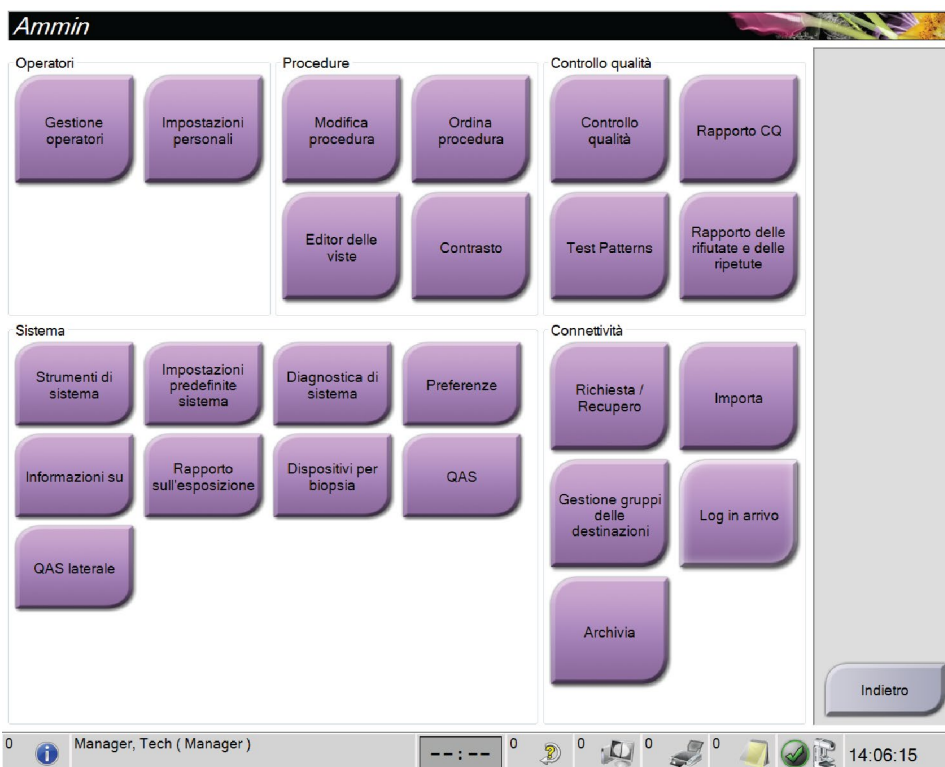 Ammin
Operatori
Gestione
operatori
Impostazioni
personali
Procedure
Modifica
procedura
Ordina
procedura
Editor delle
viste
Contrasto
Controllo qualità
Controllo
qualità
Rapporto CQ
Test Patterns
Rapporto delle
rifiutate e delle
ripetute
Sistema
Strumenti di
sistema
Impostazioni
predefinite
sistema
Diagnostica di
sistema
Preferenze
Informazioni su
Rapporto
sull'esposizione
Dispositivi per
biopsia
QAS
QAS laterale
Connettività
Richiesta /
Recupero
Importa
Gestione gruppi
delle
destinazioni
Log in arrivo
Archivia
Indietro
0
Manager, Tech ( Manager )
--:--
0
0
0
0
14:06:15